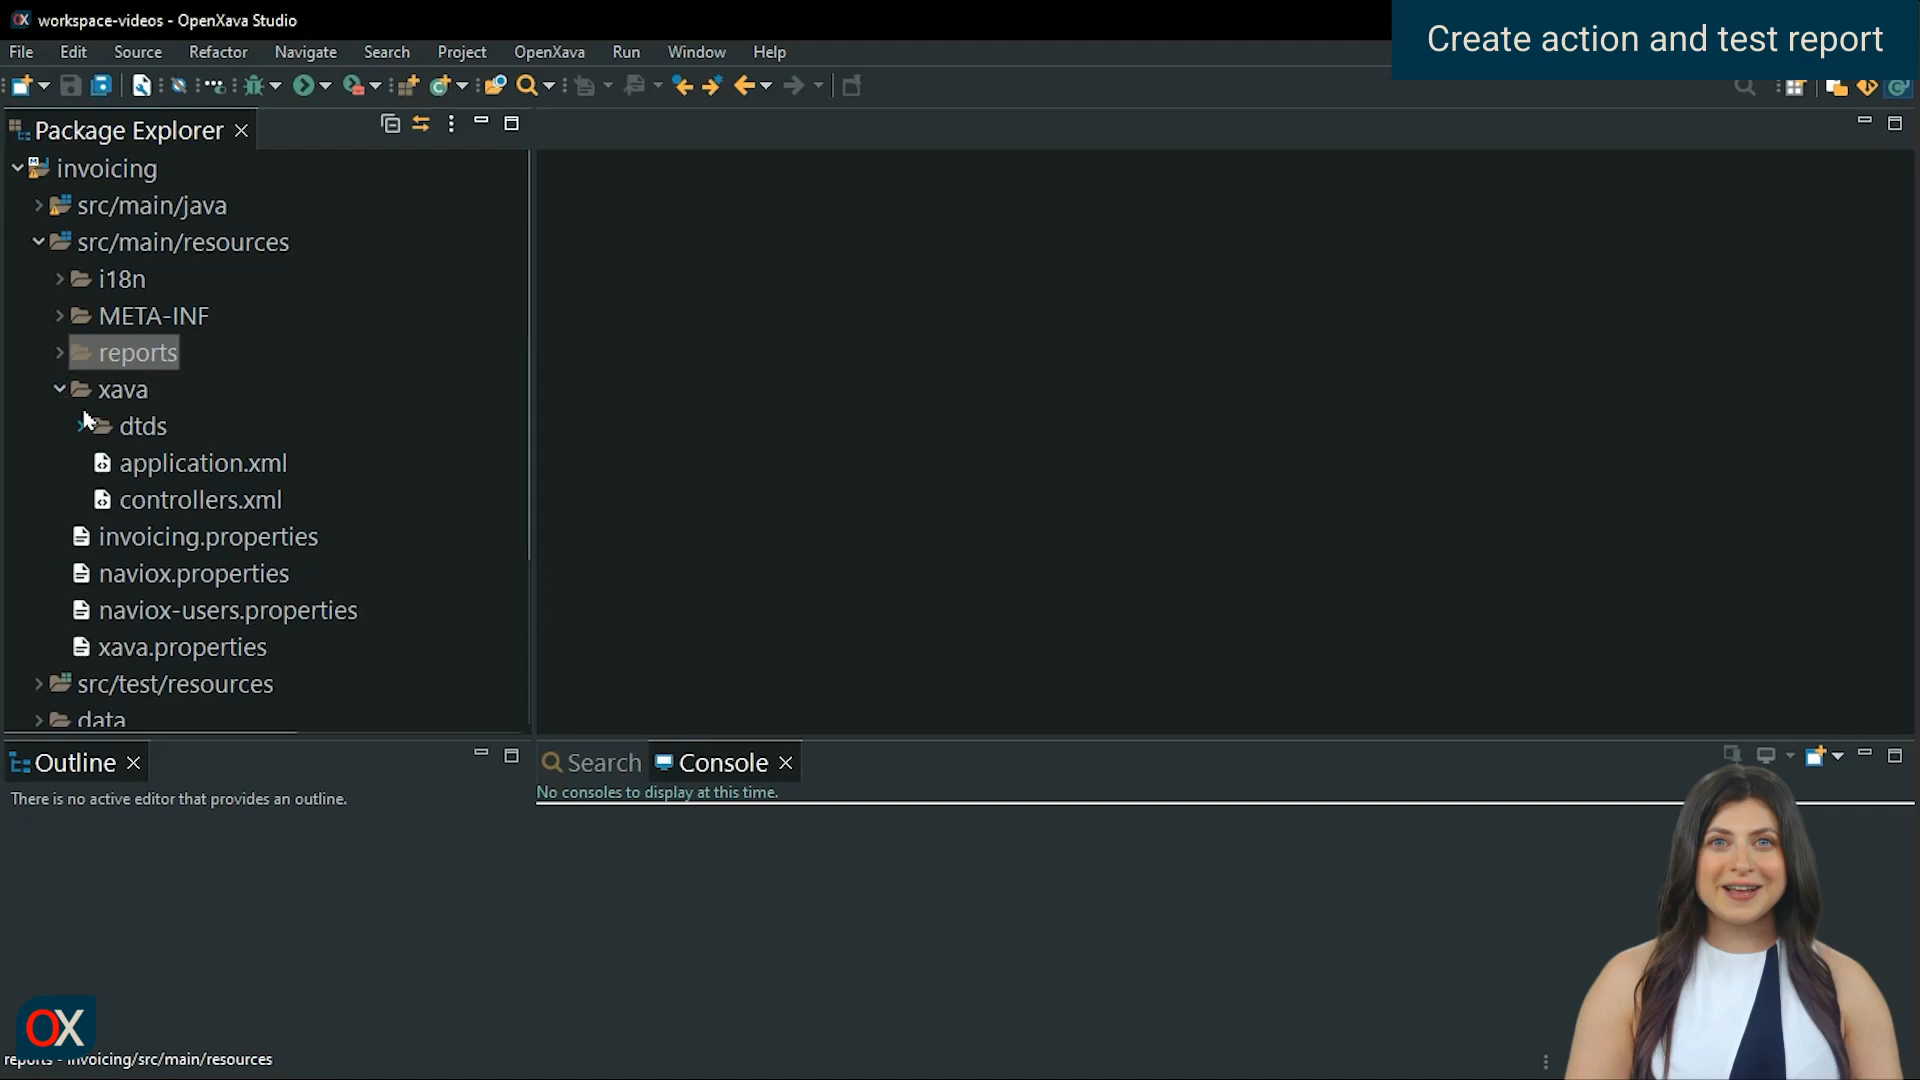 workspace-videos - OpenXava Studio
Create action and test report
File Edit Source Refactor Navigate Search Project OpenXava Run Window Help
Package Explorer
invoicing
src/main/java
src/main/resources
i18n
META-INF
reports
xava
dtds
application.xml
controllers.xml
invoicing.properties
naviox.properties
naviox-users.properties
xava.properties
src/test/resources
data
Outline
There is no active editor that provides an outline.
Search Console
No consoles to display at this time.
OX
reports - invoicing/src/main/resources